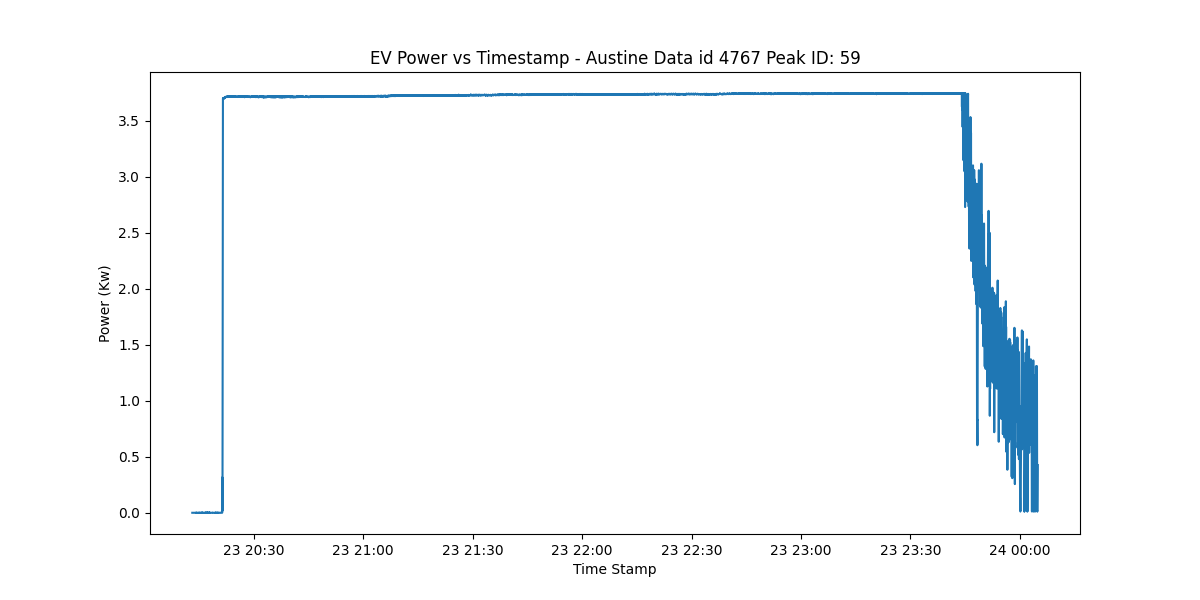 EV Power vs Timestamp - Austine Data id 4767 Peak ID: 59
Power (Kw)
3.5
3.0
2.5
2.0
1.5
1.0
0.5
0.0
23 20:30 23 21:00 23 21:30 23 22:00 23 22:30 23 23:00 23 23:30 24 00:00
Time Stamp